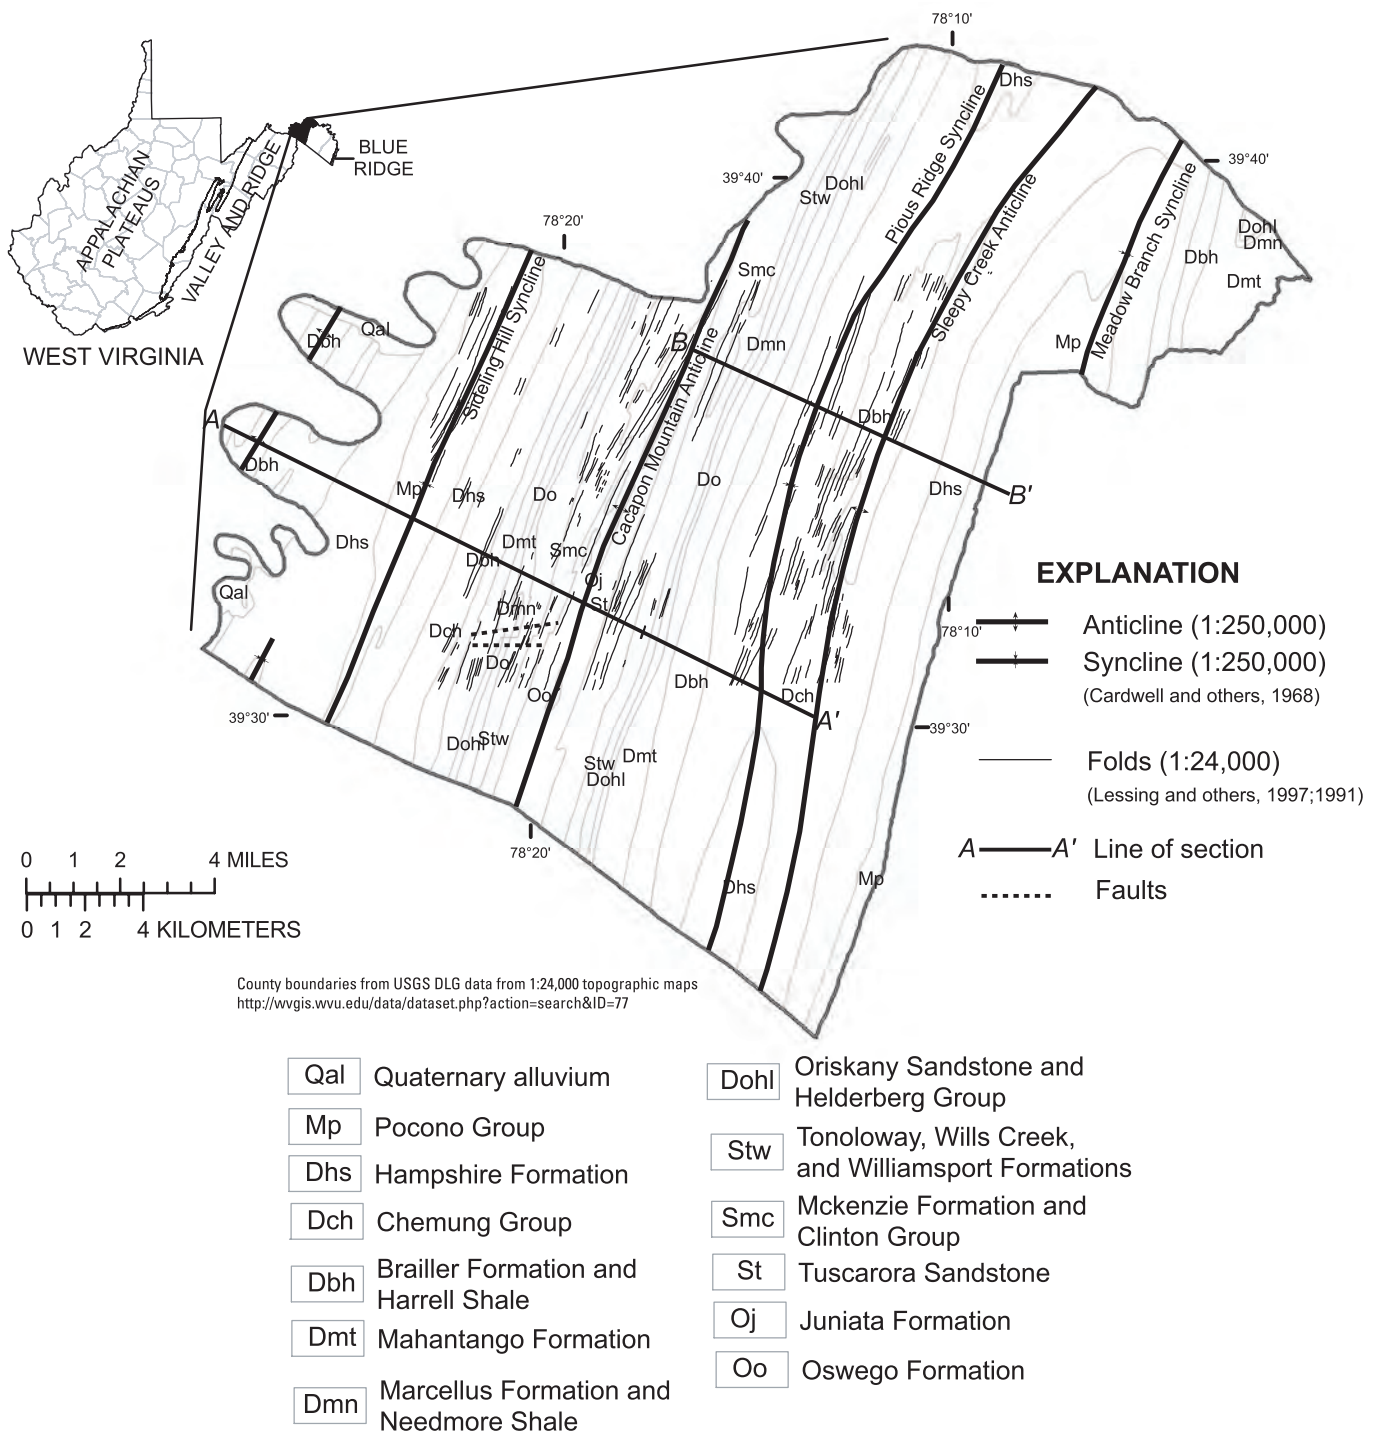 78°10'
Dhs
BLUE
RIDGE
APPALACHIAN
PLATEAUS
VALLEY AND RIDGE
WEST VIRGINIA
39°40'
39°40'
Pious Ridge Syncline
Sleepy Creek Anticline
Meadow Branch Syncline
Dohl
Stw
78°20'
Dohl
Dmn
Dbh
Dmt
Smc
Sideling Hill Syncline
Qal
Dbh
B
Dmn
Mp
Cacapon Mountain Anticline
A
Dbh
Dbh
Mp
Dhs
Do
Do
Dhs
B'
Dhs
Dmt
Dbh
Smc
Oj
St
Qal
Dmn
Dch
Do
Oo
Dbh
Dch
A'
78°10'
39°30'
39°30'
Dohl
Stw
Stw
Dohl
Dmt
78°20'
Dhs
Mp
EXPLANATION
Anticline (1:250,000)
Syncline (1:250,000)
(Cardwell and others, 1968)
Folds (1:24,000)
(Lessing and others, 1997;1991)
A A' Line of section
Faults
0 1 2 4 MILES
0 1 2 4 KILOMETERS
County boundaries from USGS DLG data from 1:24,000 topographic maps
http://wvgis.wvu.edu/data/dataset.php?action=search&ID=77
Qal Quaternary alluvium
Mp Pocono Group
Dhs Hampshire Formation
Dch Chemung Group
Dbh Brailler Formation and
Harrell Shale
Dmt Mahantango Formation
Dmn Marcellus Formation and
Needmore Shale
Dohl Oriskany Sandstone and
Helderberg Group
Stw Tonoloway, Wills Creek,
and Williamsport Formations
Smc Mckenzie Formation and
Clinton Group
St Tuscarora Sandstone
Oj Juniata Formation
Oo Oswego Formation